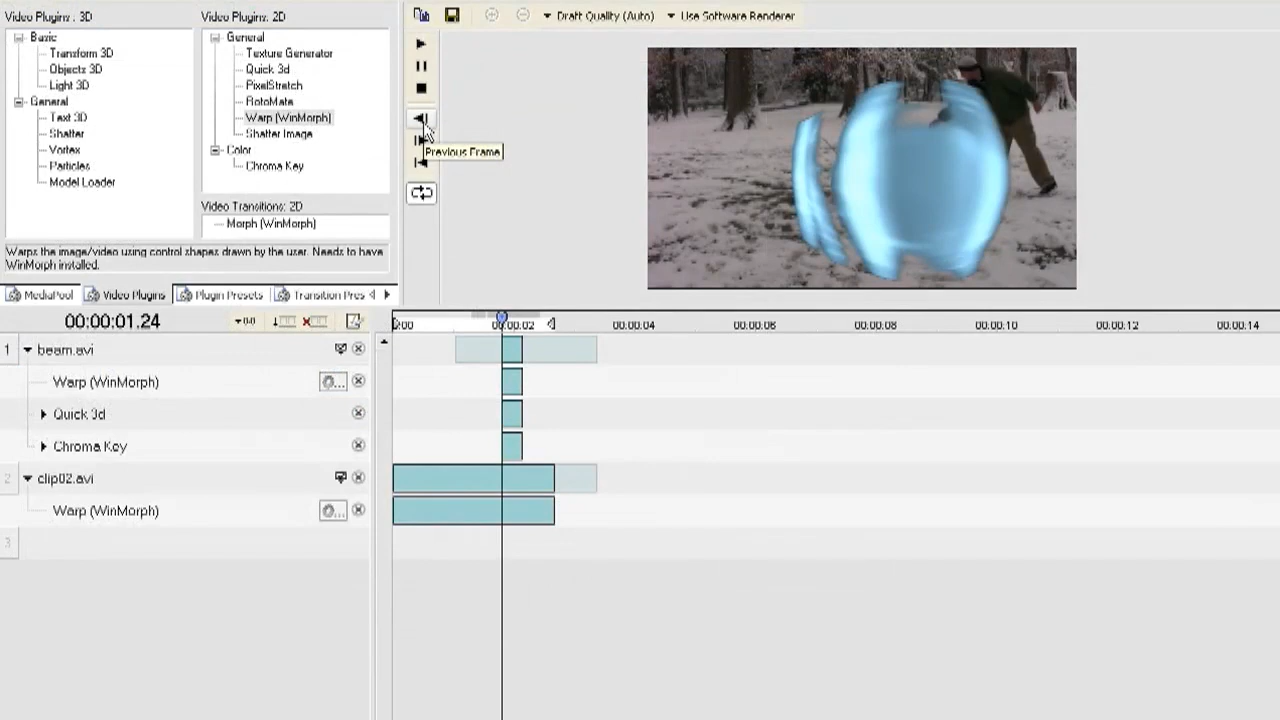 Video Plugins : 3D
Basic
Transform 3D
Objects 3D
Light 3D
General
Text 3D
Shatter
Vortex
Particles
Model Loader
Video Plugins: 2D
General
Texture Generator
Quick 3d
PixelStretch
RotoMate
Warp (WinMorph)
Shatter Image
Color
Chroma Key
Video Transitions: 2D
Morph (WinMorph)
Warps the image/video using control shapes drawn by the user. Needs to have
WinMorph installed.
MediaPool
Video Plugins
Plugin Presets
Transition Pres
Draft Quality (Auto)
Use Software Renderer
Previous Frame
00:00:01.24
0:00
00:00:02
00:00:04
00:00:06
00:00:08
00:00:10
00:00:12
00:00:14
1 beam.avi
Warp (WinMorph)
Quick 3d
Chroma Key
2 clip02.avi
Warp (WinMorph)
3